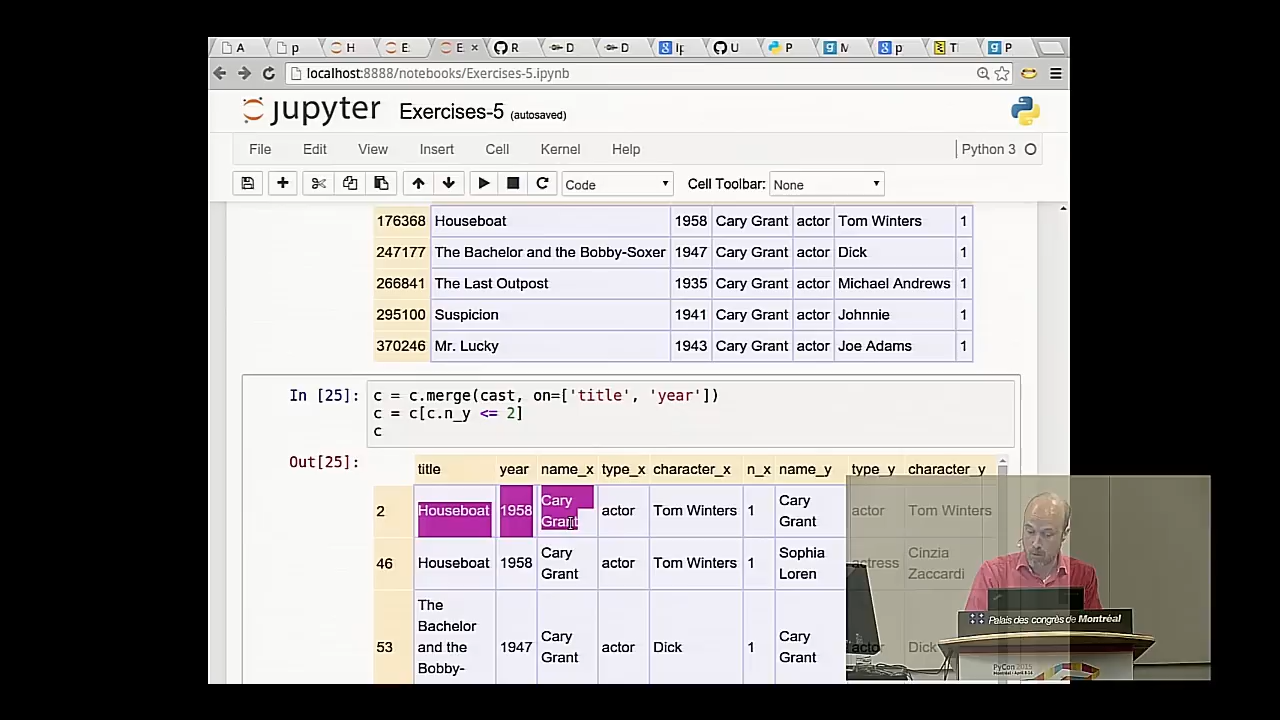 A p H E E R D D Ip U P M p T P
localhost:8888/notebooks/Exercises-5.ipynb
jupyter Exercises-5 (autosaved)
File Edit View Insert Cell Kernel Help Python 3
Code Cell Toolbar: None
176368 Houseboat 1958 Cary Grant actor Tom Winters 1
247177 The Bachelor and the Bobby-Soxer 1947 Cary Grant actor Dick 1
266841 The Last Outpost 1935 Cary Grant actor Michael Andrews 1
295100 Suspicion 1941 Cary Grant actor Johnnie 1
370246 Mr. Lucky 1943 Cary Grant actor Joe Adams 1
In [25]: c = c.merge(cast, on=['title', 'year'])
c = c[c.n_y <= 2]
c
Out[25]:
title year name_x type_x character_x n_x name_y type_y character_y
2 Houseboat 1958 Cary Grant actor Tom Winters 1 Cary Grant actor Tom Winters
46 Houseboat 1958 Cary Grant actor Tom Winters 1 Sophia Loren actress Cinzia Zaccardi
53 The Bachelor and the Bobby- 1947 Cary Grant actor Dick 1 Cary Grant actor Dick
Palais des congrès de Montréal
PyCon 2015